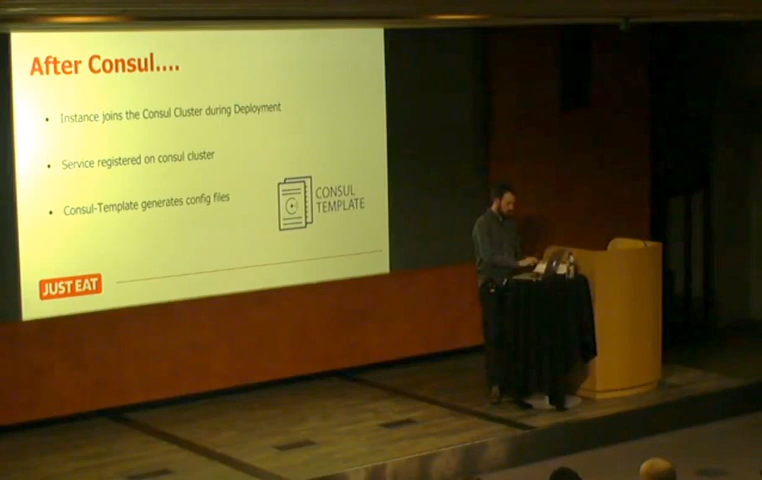 After Consul....
• Instance joins the Consul Cluster during Deployment
• Service registered on consul cluster
• Consul-Template generates config files
CONSUL
TEMPLATE
JUST EAT